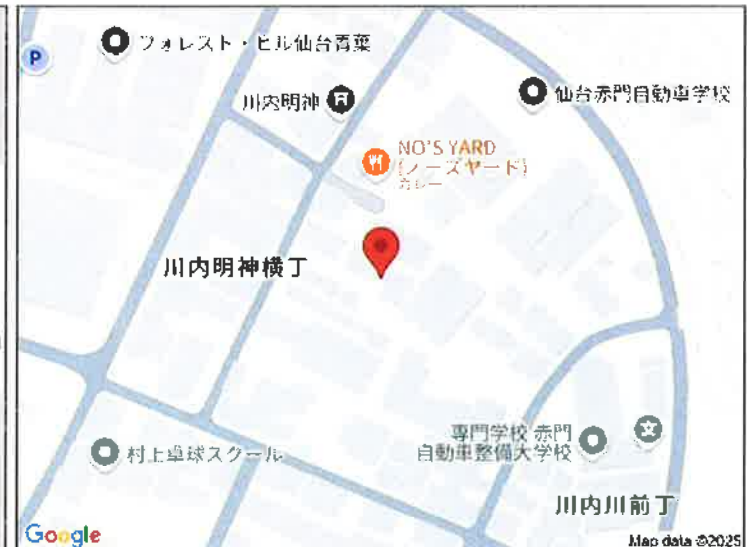 P
フォレスト・ヒル仙台青葉
川内明神
仙台赤門自動車学校
NO'S YARD
(ノーズヤード)
カレー
川内明神横丁
村上卓球スクール
専門学校 赤門
自動車整備大学校
文
川内川前丁
Google
Map data ©2025